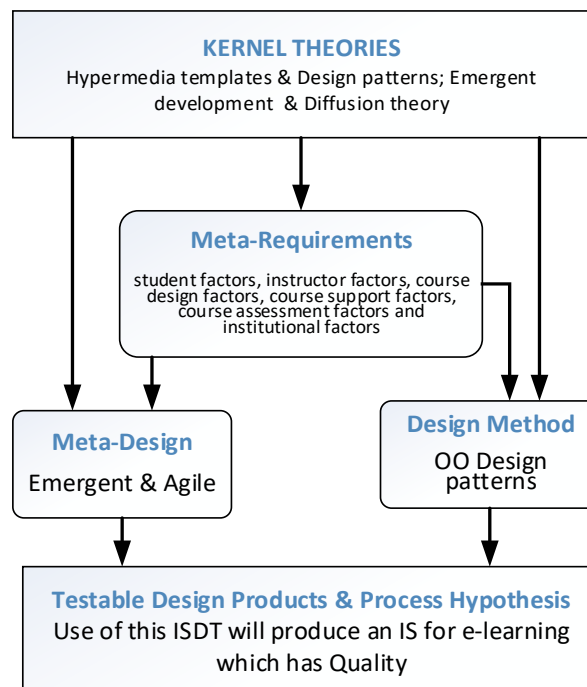 KERNEL THEORIES
Hypermedia templates & Design patterns; Emergent
development & Diffusion theory
Meta-Requirements
student factors, instructor factors, course
design factors, course support factors,
course assessment factors and
institutional factors
Meta-Design
Emergent & Agile
Design Method
OO Design
patterns
Testable Design Products & Process Hypothesis
Use of this ISDT will produce an IS for e-learning
which has Quality